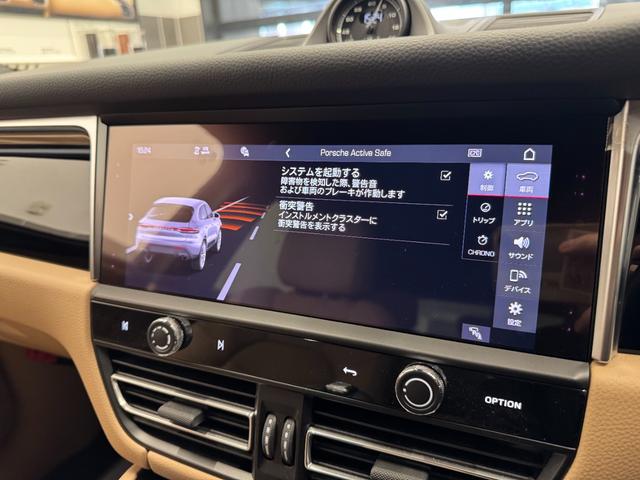 15:24
Porsche Active Safe
システムを起動する
障害物を検知した際、警告音
および車両のブレーキが作動します
衝突警告
インストルメントクラスターに
衝突警告を表示する
制御
トリップ
CHRONO
車両
アプリ
サウンド
デバイス
設定
OPTION